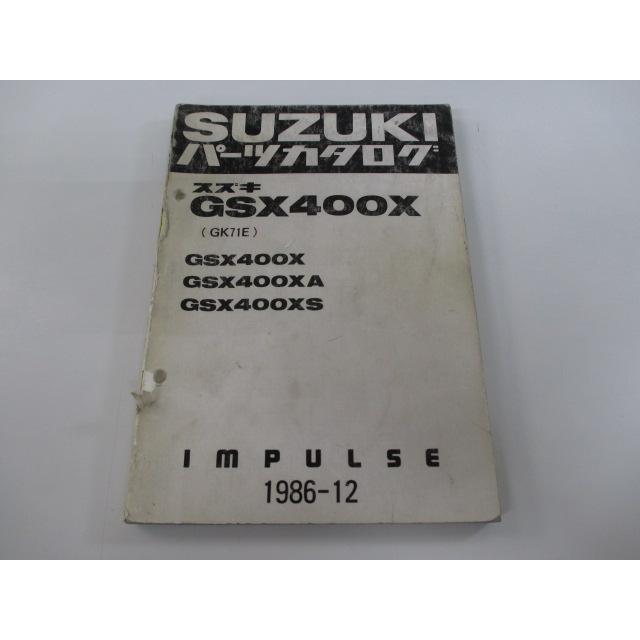 SUZUKI
パーツカタログ
スズキ
GSX400X
(GK71E)
GSX400X
GSX400XA
GSX400XS
IMPULSE
1986-12